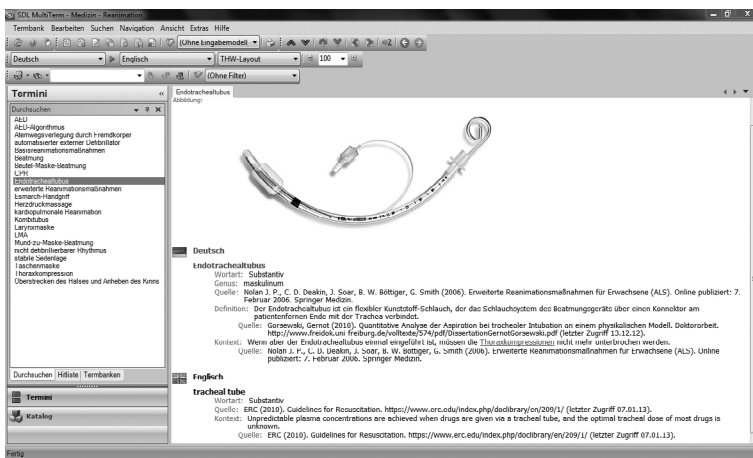 SDL MultiTerm - Medizin - Reanimation
Termbank Bearbeiten Suchen Navigation Ansicht Extras Hilfe
(Ohne Eingabemodell
Deutsch Englisch THW-Layout 100
(Ohne Filter)
Termini
Durchsuchen
AED
AED-Algorithmus
Atemwegsverlegung durch Fremdkorper
automatisierter externer Defibrillator
Basisreanimationsmaßnahmen
Beatmung
Beutel-Maske-Beatmung
CPR
Endotrachealtubus
erweiterte Reanimationsmaßnahmen
Esmarch-Handgriff
Herzdruckmassage
kardiopulmonale Reanimation
Kombitubus
Larynxmaske
LMA
Mund-zu-Maske-Beatmung
nicht defibrillierbarer Rhythmus
stabile Seitenlage
Taschenmaske
Thoraxkompression
Überstrecken des Halses und Anheben des Kinns
Durchsuchen Hitliste Termbanken
Termini
Katalog
Fertig
Endotrachealtubus
Abbildung:
Deutsch
Endotrachealtubus
Wortart: Substantiv
Genus: maskulinum
Quelle: Nolan J. P., C. D. Deakin, J. Soar, B. W. Böttiger, G. Smith (2006). Erweiterte Reanimationsmaßnahmen für Erwachsene (ALS). Online publiziert: 7.
Februar 2006. Springer Medizin.
Definition: Der Endotrachealtubus ist ein flexibler Kunststoff-Schlauch, der das Schlauchsystem des Beatmungsgeräts über einen Konnektor am
patientenfernen Ende mit der Trachea verbindet.
Quelle: Gorsewski, Gernot (2010). Quantitative Analyse der Aspiration bei trachealer Intubation an einem physikalischen Modell. Doktorarbeit.
http://www.freidok.uni freiburg.de/volltexte/574/pdf/DissertationGernotGorsewski.pdf (letzter Zugriff 13.12.12).
Kontext: Wenn aber der Endotrachealtubus einmal eingeführt ist, müssen die Thoraxkompressionen nicht mehr unterbrochen werden.
Quelle: Nolan J. P., C. D. Deakin, J. Soar, B. W. Böttiger, G. Smith (2006). Erweiterte Reanimationsmaßnahmen für Erwachsene (ALS). Online
publiziert: 7. Februar 2006. Springer Medizin.
Englisch
tracheal tube
Wortart: Substantiv
Quelle: ERC (2010). Guidelines for Resuscitation. https://www.erc.edu/index.php/doclibrary/en/209/1/ (letzter Zugriff 07.01.13).
Kontext: Unpredictable plasma concentrations are achieved when drugs are given via a tracheal tube, and the optimal tracheal dose of most drugs is
unknown.
Quelle: ERC (2010). Guidelines for Resuscitation. https://www.erc.edu/index.php/doclibrary/en/209/1/ (letzter Zugriff 07.01.13).